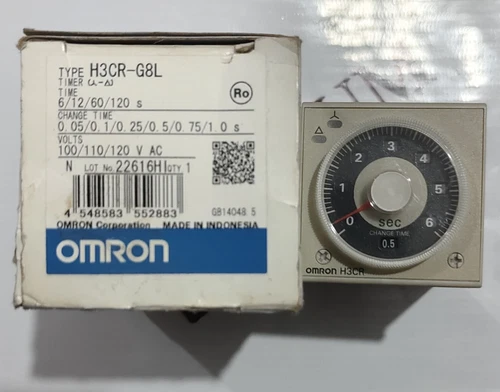 TYPE H3CR-G8L
TIMER (⅄-△)
TIME
6/12/60/120 s
CHANGE TIME
0.05/0.1/0.25/0.5/0.75/1.0 s
VOLTS
100/110/120 V AC
N LOT No. 22616H QTY 1
4 548583 552883
GB14048.5
OMRON Corporation MADE IN INDONESIA
OMRON
Ro
0 1 2 3 4 5 6
sec
CHANGE TIME
0.5
OMRON H3CR